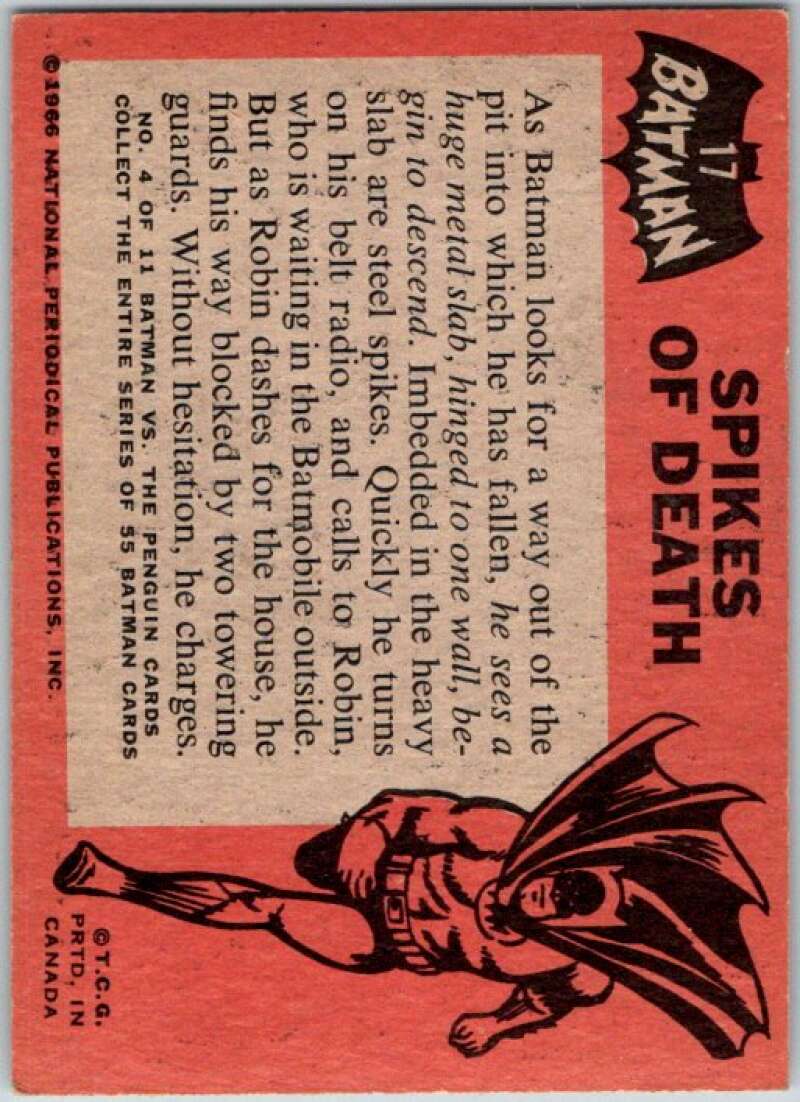 17
BATMAN
SPIKES
OF DEATH
As Batman looks for a way out of the
pit into which he has fallen, he sees a
huge metal slab, hinged to one wall, be-
gin to descend. Imbedded in the heavy
slab are steel spikes. Quickly he turns
on his belt radio, and calls to Robin,
who is waiting in the Batmobile outside.
But as Robin dashes for the house, he
finds his way blocked by two towering
guards. Without hesitation, he charges.
NO. 4 OF 11 BATMAN VS. THE PENGUIN CARDS
COLLECT THE ENTIRE SERIES OF 55 BATMAN CARDS
© 1966 NATIONAL PERIODICAL PUBLICATIONS, INC.
© T.C.G.
PRTD, IN
CANADA